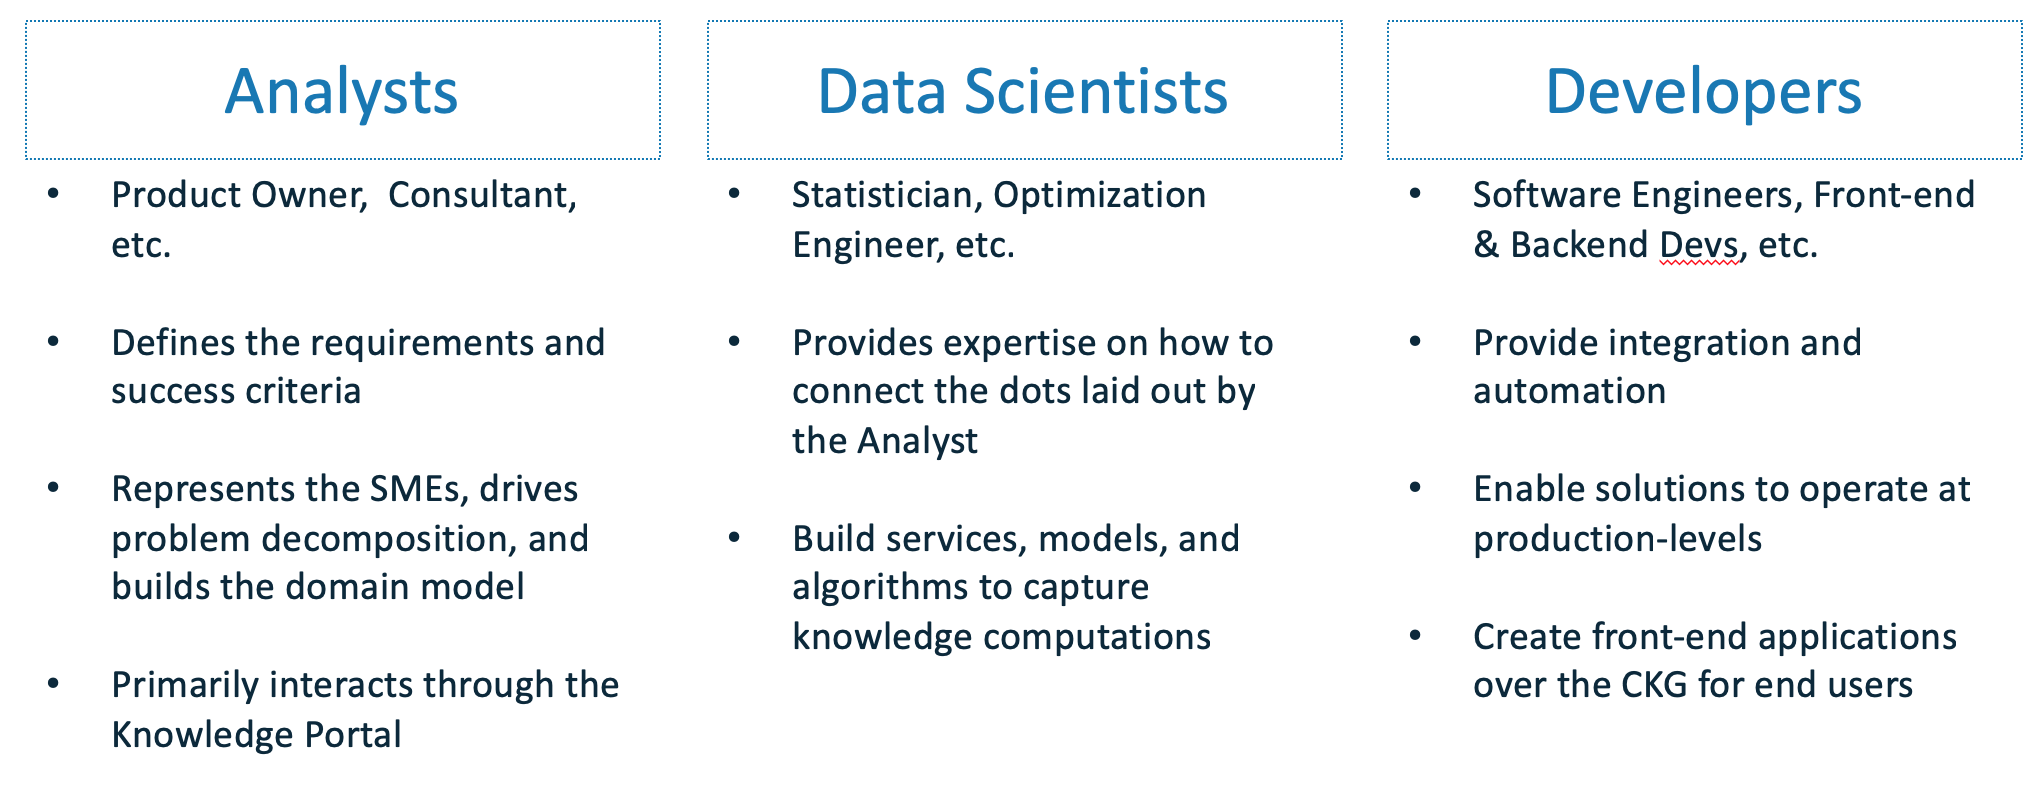 Analysts
• Product Owner,  Consultant,
etc.
• Defines the requirements and
success criteria
• Represents the SMEs, drives
problem decomposition, and
builds the domain model
• Primarily interacts through the
Knowledge Portal
Data Scientists
• Statistician, Optimization
Engineer, etc.
• Provides expertise on how to
connect the dots laid out by
the Analyst
• Build services, models, and
algorithms to capture
knowledge computations
Developers
• Software Engineers, Front-end
& Backend Devs, etc.
• Provide integration and
automation
• Enable solutions to operate at
production-levels
• Create front-end applications
over the CKG for end users